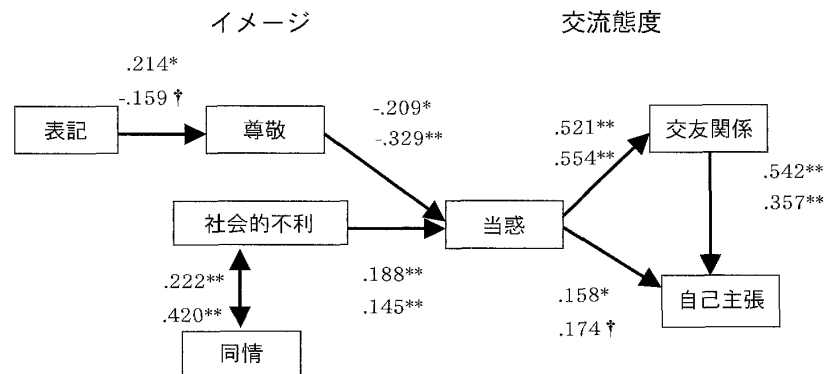 イメージ
交流態度
.214*
-.159†
表記
尊敬
-.209*
-.329**
.521**
.554**
交友関係
.542**
.357**
社会的不利
当惑
.222**
.420**
.188**
.145**
.158*
.174†
自己主張
同情